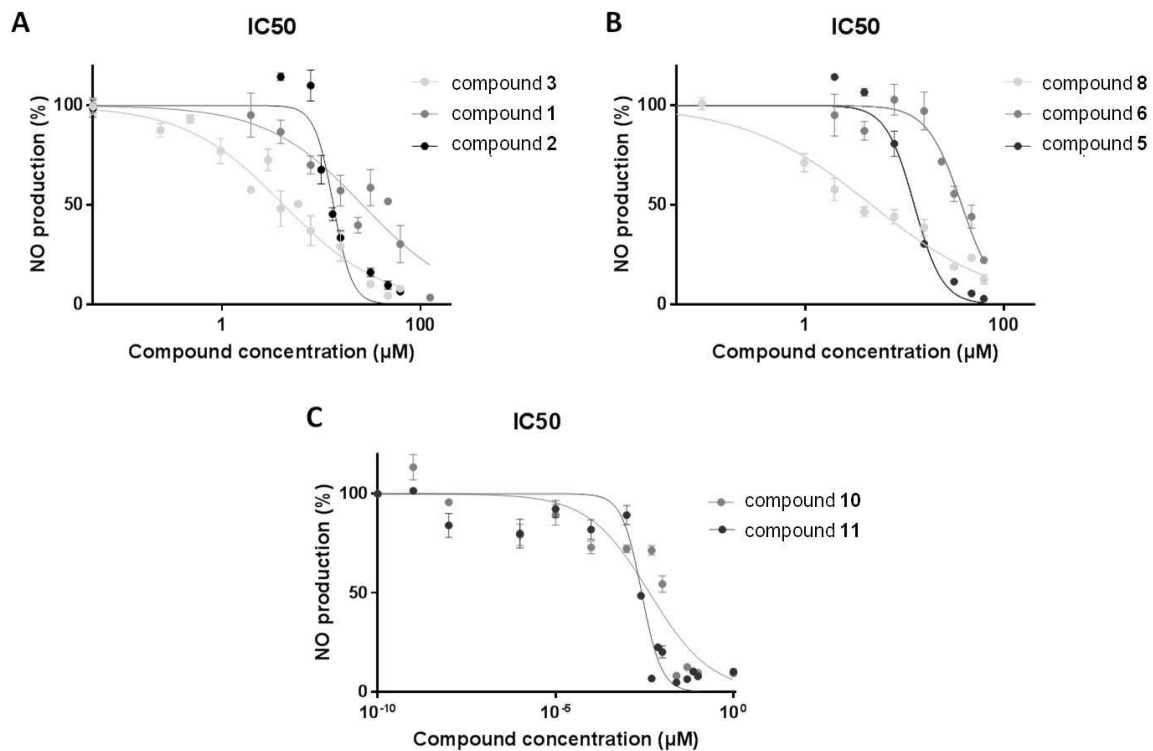 A
IC50
NO production (%)
100
50
0
1
100
Compound concentration (µM)
compound 3
compound 1
compound 2
B
IC50
NO production (%)
100
50
0
1
100
Compound concentration (µM)
compound 8
compound 6
compound 5
C
IC50
NO production (%)
100
50
0
10⁻¹⁰
10⁻⁵
10⁰
Compound concentration (µM)
compound 10
compound 11